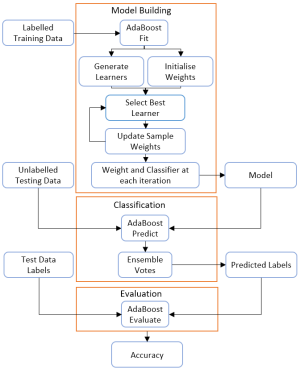 Model Building
Labelled
Training Data
AdaBoost
Fit
Generate
Learners
Initialise
Weights
Select Best
Learner
Update Sample
Weights
Weight and Classifier at
each iteration
Model
Unlabelled
Testing Data
Classification
AdaBoost
Predict
Test Data
Labels
Ensemble
Votes
Predicted Labels
Evaluation
AdaBoost
Evaluate
Accuracy